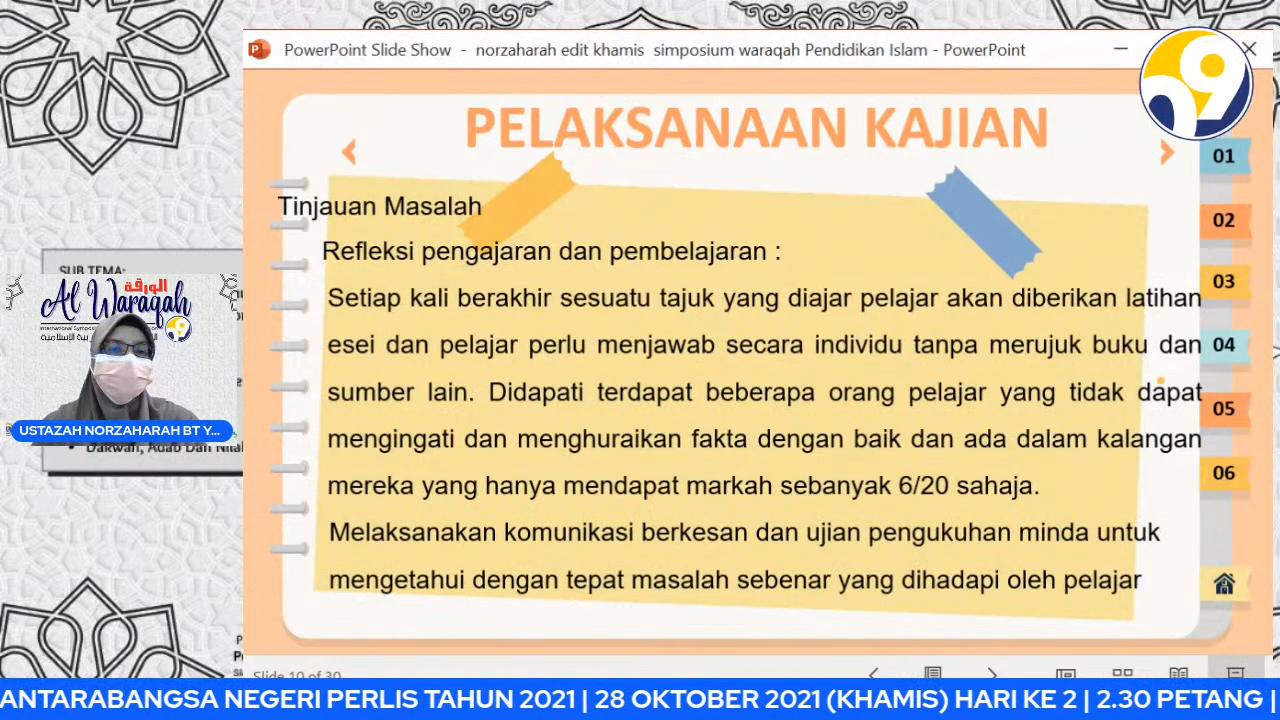 PowerPoint Slide Show - norzaharah edit khamis simposium waraqah Pendidikan Islam - PowerPoint
PELAKSANAAN KAJIAN
Tinjauan Masalah
Refleksi pengajaran dan pembelajaran :
Setiap kali berakhir sesuatu tajuk yang diajar pelajar akan diberikan latihan
esei dan pelajar perlu menjawab secara individu tanpa merujuk buku dan
sumber lain. Didapati terdapat beberapa orang pelajar yang tidak dapat
mengingati dan menghuraikan fakta dengan baik dan ada dalam kalangan
mereka yang hanya mendapat markah sebanyak 6/20 sahaja.
Melaksanakan komunikasi berkesan dan ujian pengukuhan minda untuk
mengetahui dengan tepat masalah sebenar yang dihadapi oleh pelajar
01
02
03
04
05
06
SUB TEMA:
الورقة
Al Waraqah
USTAZAH NORZAHARAH BT Y...
Dakwah, Adab Dan Nilai
Slide 10 of 30
ANTARABANGSA NEGERI PERLIS TAHUN 2021 | 28 OKTOBER 2021 (KHAMIS) HARI KE 2 | 2.30 PETANG |